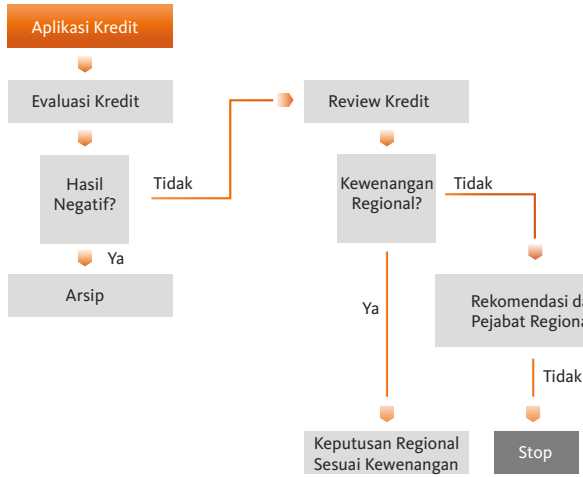 Aplikasi Kredit
Evaluasi Kredit
Hasil
Negatif?
Tidak
Ya
Arsip
Review Kredit
Kewenangan
Regional?
Tidak
Ya
Rekomendasi
Pejabat
Tidak
Keputusan Regional
Sesuai Kewenangan
Stop